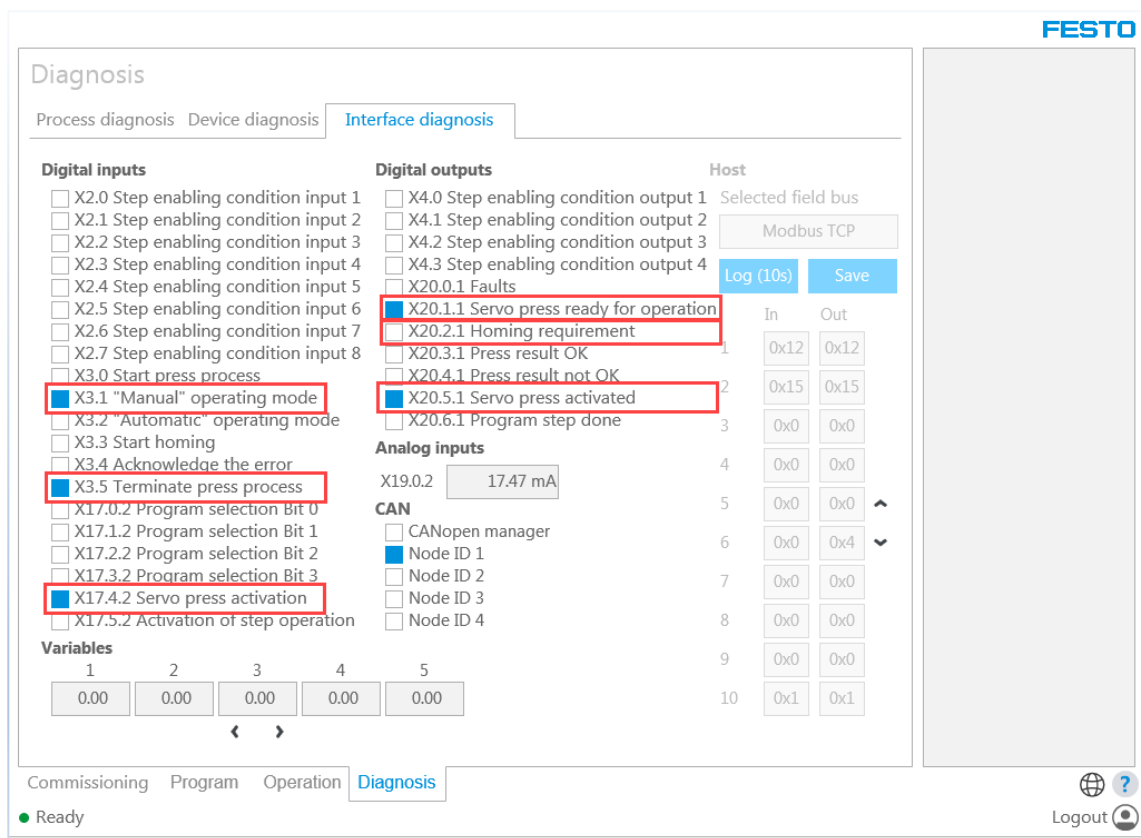 FESTO
Diagnosis
Process diagnosis Device diagnosis Interface diagnosis
Digital inputs
X2.0 Step enabling condition input 1
X2.1 Step enabling condition input 2
X2.2 Step enabling condition input 3
X2.3 Step enabling condition input 4
X2.4 Step enabling condition input 5
X2.5 Step enabling condition input 6
X2.6 Step enabling condition input 7
X2.7 Step enabling condition input 8
X3.0 Start press process
X3.1 "Manual" operating mode
X3.2 "Automatic" operating mode
X3.3 Start homing
X3.4 Acknowledge the error
X3.5 Terminate press process
X17.0.2 Program selection Bit 0
X17.1.2 Program selection Bit 1
X17.2.2 Program selection Bit 2
X17.3.2 Program selection Bit 3
X17.4.2 Servo press activation
X17.5.2 Activation of step operation
Digital outputs
X4.0 Step enabling condition output 1
X4.1 Step enabling condition output 2
X4.2 Step enabling condition output 3
X4.3 Step enabling condition output 4
X20.0.1 Faults
X20.1.1 Servo press ready for operation
X20.2.1 Homing requirement
X20.3.1 Press result OK
X20.4.1 Press result not OK
X20.5.1 Servo press activated
X20.6.1 Program step done
Analog inputs
X19.0.2 17.47 mA
CAN
CANopen manager
Node ID 1
Node ID 2
Node ID 3
Node ID 4
Host
Selected field bus
Modbus TCP
Log (10s) Save
In Out
1 0x12 0x12
2 0x15 0x15
3 0x0 0x0
4 0x0 0x0
5 0x0 0x0
6 0x0 0x4
7 0x0 0x0
8 0x0 0x0
9 0x0 0x0
10 0x1 0x1
Variables
1 2 3 4 5
0.00 0.00 0.00 0.00 0.00
Commissioning Program Operation Diagnosis
?
Ready
Logout